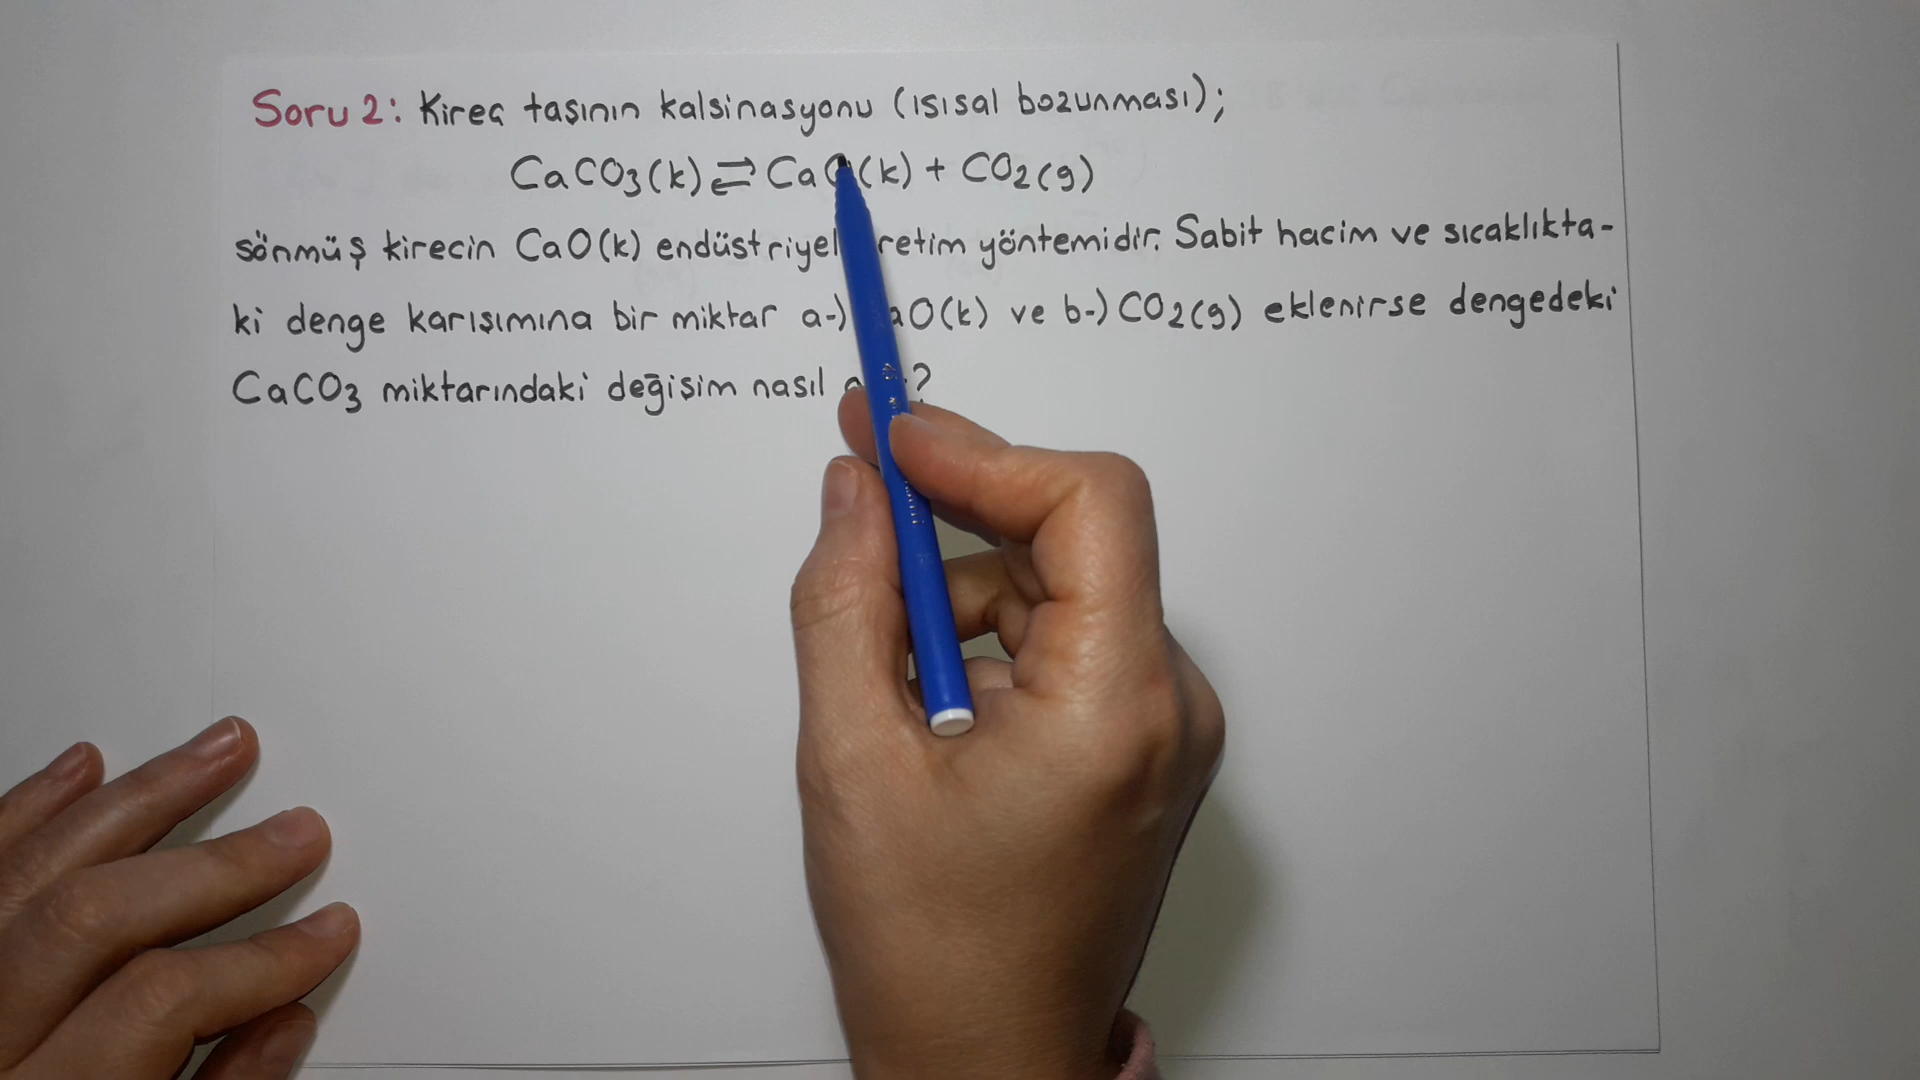 Soru 2: Kireç taşının kalsinasyonu (ısısal bozunması);
CaCO3(k) ⇄ CaO(k) + CO2(g)
sönmüş kirecin CaO(k) endüstriyel retim yöntemidir. Sabit hacim ve sıcaklıkta-
ki denge karışımına bir miktar a-) aO(k) ve b-) CO2(g) eklenirse dengedeki
CaCO3 miktarındaki değişim nasıl ?